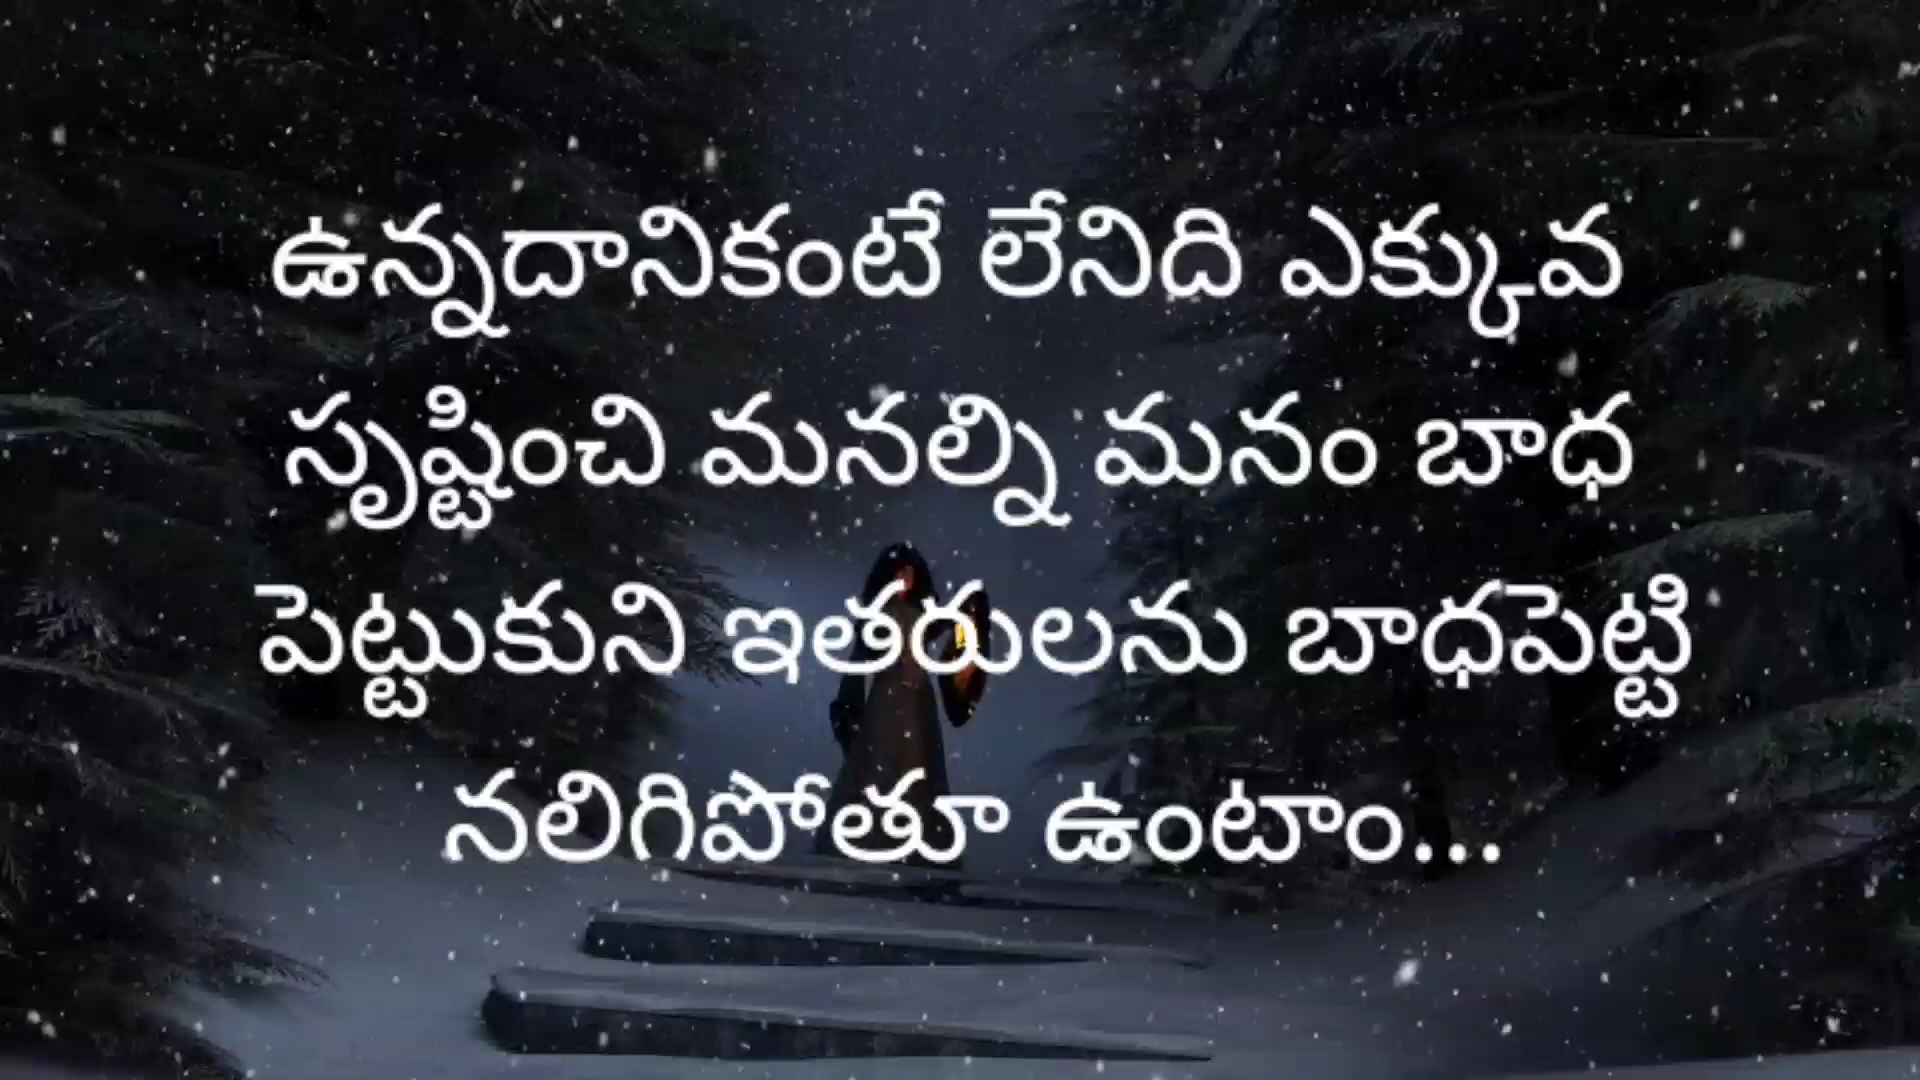 ఉన్నదానికంటే లేనిది ఎక్కువ
సృష్టించి మనల్ని మనం బాధ
పెట్టుకుని ఇతరులను బాధపెట్టి
నలిగిపోతూ ఉంటాం...